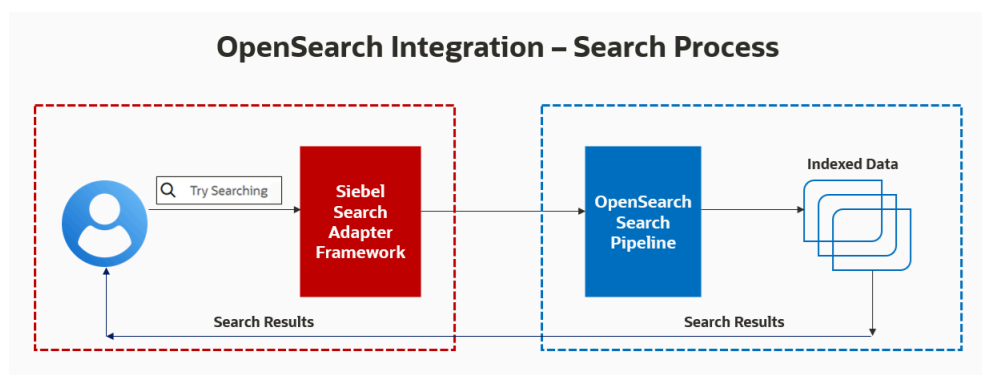 OpenSearch Integration – Search Process
Try Searching
Siebel
Search
Adapter
Framework
OpenSearch
Search
Pipeline
Indexed Data
Search Results
Search Results